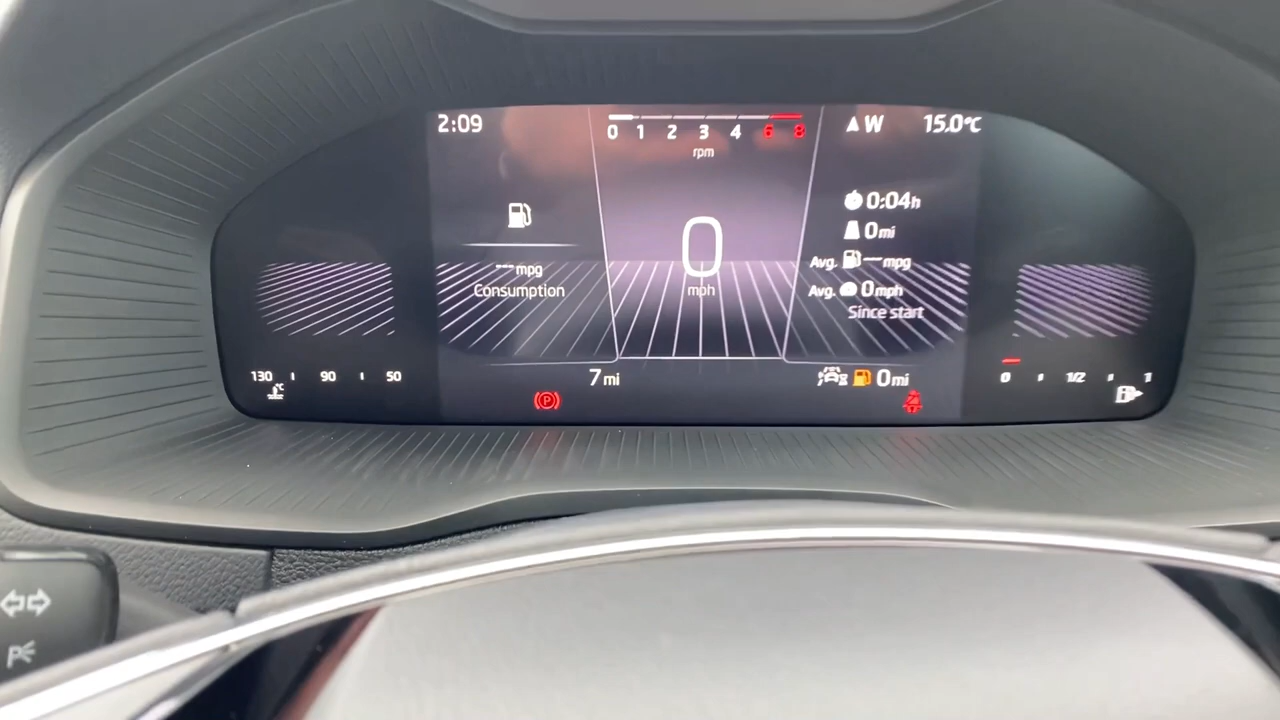 2:09
0 1 2 3 4 6 8
rpm
W 15.0°C
0:04h
0mi
Avg. ---mpg
Avg. 0mph
Since start
0
mph
---mpg
Consumption
130 90 50
°C
7mi
0mi
0 1/2 1
P
P